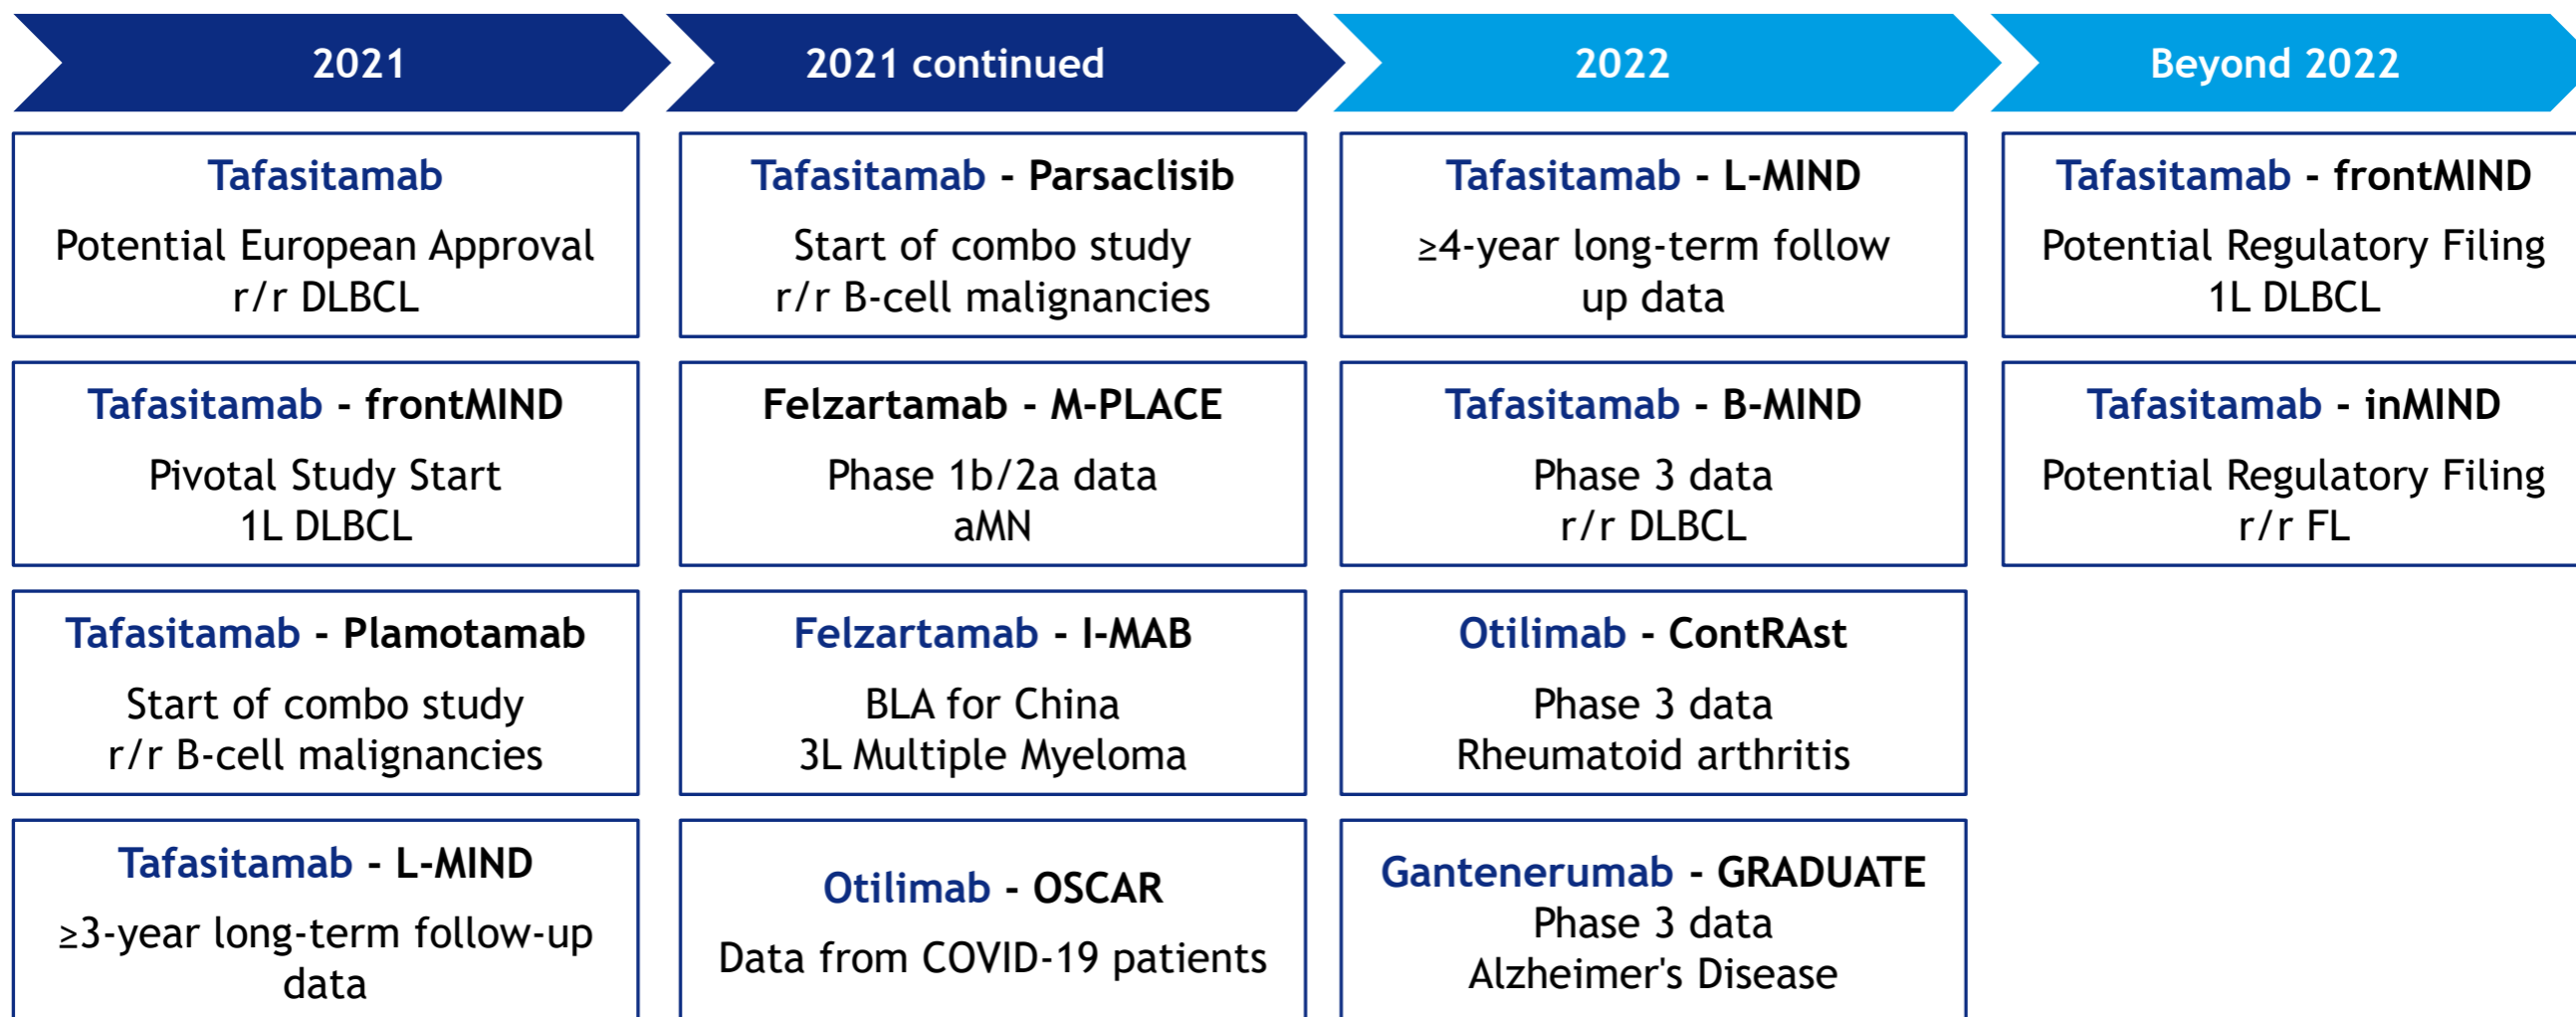 2021
Tafasitamab
Potential European Approval
r/r DLBCL
Tafasitamab - frontMIND
Pivotal Study Start
1L DLBCL
Tafasitamab - Plamotamab
Start of combo study
r/r B-cell malignancies
Tafasitamab - L-MIND
≥3-year long-term follow-up
data
2021 continued
Tafasitamab - Parsaclisib
Start of combo study
r/r B-cell malignancies
Felzartamab - M-PLACE
Phase 1b/2a data
aMN
Felzartamab - I-MAB
BLA for China
3L Multiple Myeloma
Otilimab - OSCAR
Data from COVID-19 patients
2022
Tafasitamab - L-MIND
≥4-year long-term follow
up data
Tafasitamab - B-MIND
Phase 3 data
r/r DLBCL
Otilimab - ContRAst
Phase 3 data
Rheumatoid arthritis
Gantenerumab - GRADUATE
Phase 3 data
Alzheimer's Disease
Beyond 2022
Tafasitamab - frontMIND
Potential Regulatory Filing
1L DLBCL
Tafasitamab - inMIND
Potential Regulatory Filing
r/r FL